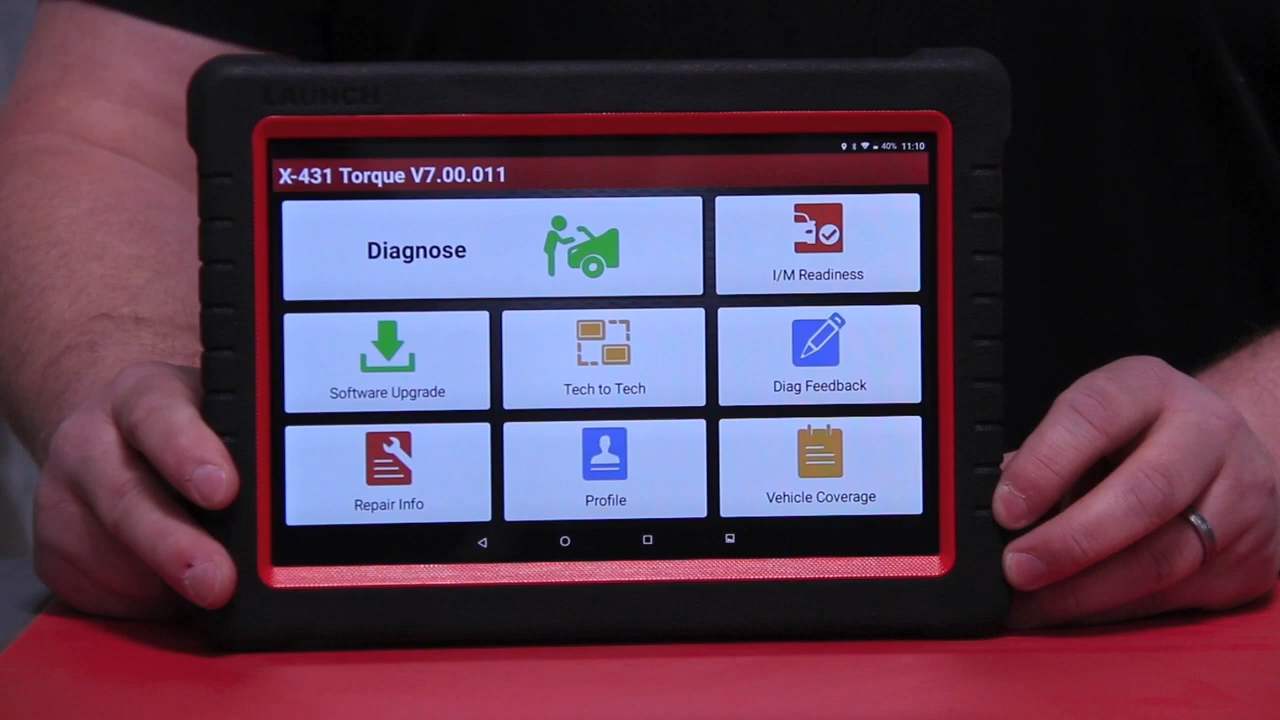 LAUNCH
40% 11:10
X-431 Torque V7.00.011
Diagnose
I/M Readiness
Software Upgrade
Tech to Tech
Diag Feedback
Repair Info
Profile
Vehicle Coverage